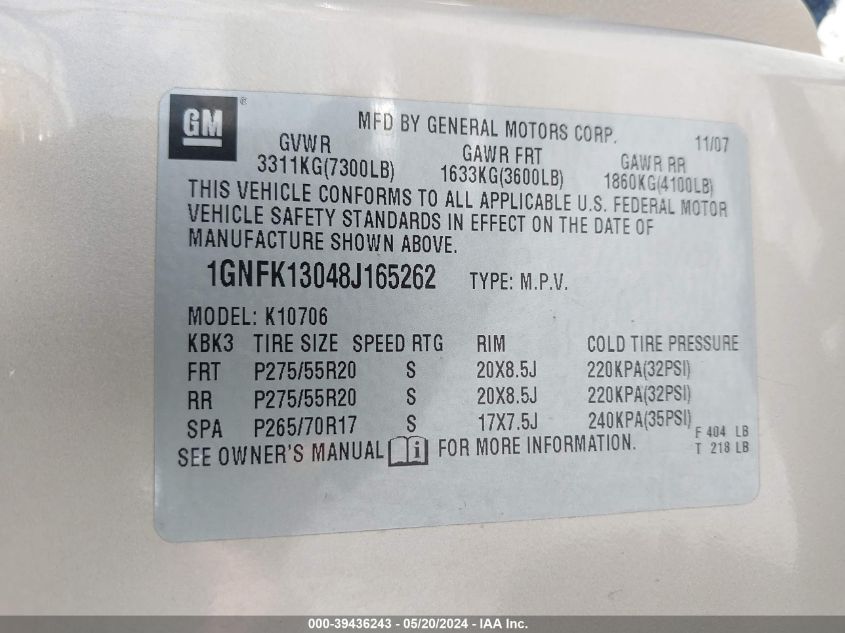 GM ®
MFD BY GENERAL MOTORS CORP. 11/07
GVWR GAWR FRT GAWR RR
3311KG(7300LB) 1633KG(3600LB) 1860KG(4100LB)
THIS VEHICLE CONFORMS TO ALL APPLICABLE U.S. FEDERAL MOTOR
VEHICLE SAFETY STANDARDS IN EFFECT ON THE DATE OF
MANUFACTURE SHOWN ABOVE.
1GNFK13048J165262 TYPE: M.P.V.
MODEL: K10706
KBK3 TIRE SIZE SPEED RTG RIM COLD TIRE PRESSURE
FRT P275/55R20 S 20X8.5J 220KPA(32PSI)
RR P275/55R20 S 20X8.5J 220KPA(32PSI)
SPA P265/70R17 S 17X7.5J 240KPA(35PSI)
F 404 LB
SEE OWNER'S MANUAL i FOR MORE INFORMATION. T 218 LB
000-39436243 - 05/20/2024 - IAA Inc.